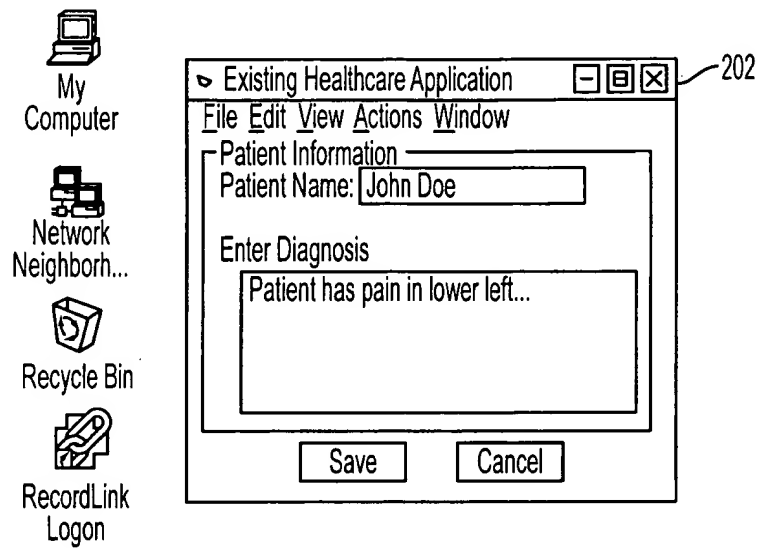 My
Computer
Network
Neighborh...
Recycle Bin
RecordLink
Logon
Existing Healthcare Application
202
File Edit View Actions Window
Patient Information
Patient Name: John Doe
Enter Diagnosis
Patient has pain in lower left...
Save Cancel